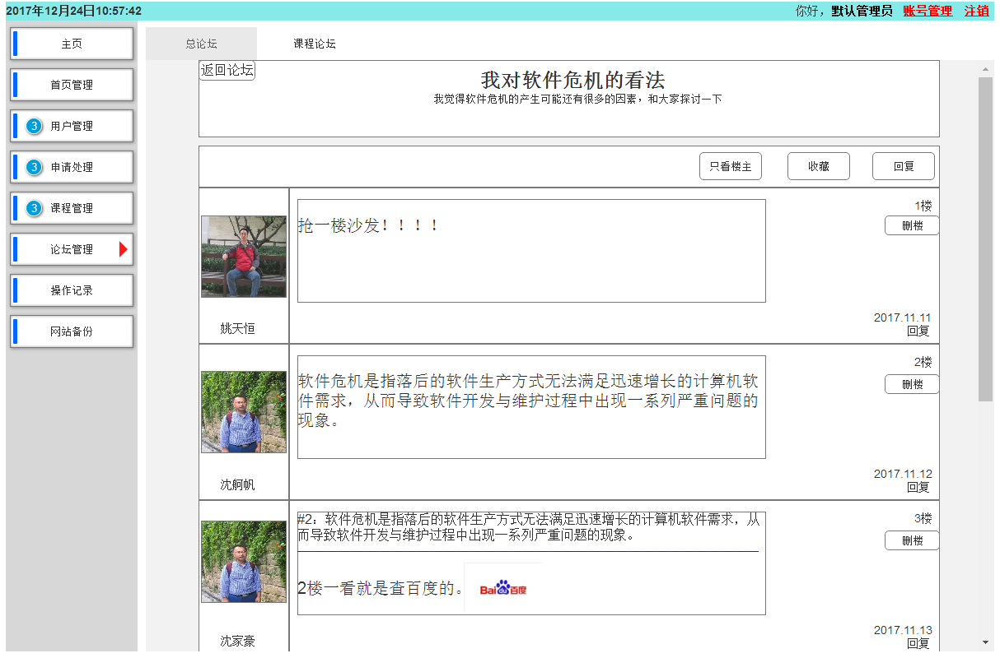 2017年12月24日10:57:42
你好，默认管理员 账号管理 注销
主页
首页管理
3 用户管理
3 申请处理
3 课程管理
论坛管理
操作记录
网站备份
总论坛 课程论坛
返回论坛
我对软件危机的看法
我觉得软件危机的产生可能还有很多的因素，和大家探讨一下
只看楼主 收藏 回复
1楼
抢一楼沙发！！！！
删楼
姚天恒
2017.11.11
回复
2楼
软件危机是指落后的软件生产方式无法满足迅速增长的计算机软
件需求，从而导致软件开发与维护过程中出现一系列严重问题的
现象。
删楼
沈舸帆
2017.11.12
回复
3楼
#2：软件危机是指落后的软件生产方式无法满足迅速增长的计算机软件需求，从
而导致软件开发与维护过程中出现一系列严重问题的现象。
删楼
2楼一看就是查百度的。 Bai du 百度
沈家豪
2017.11.13
回复